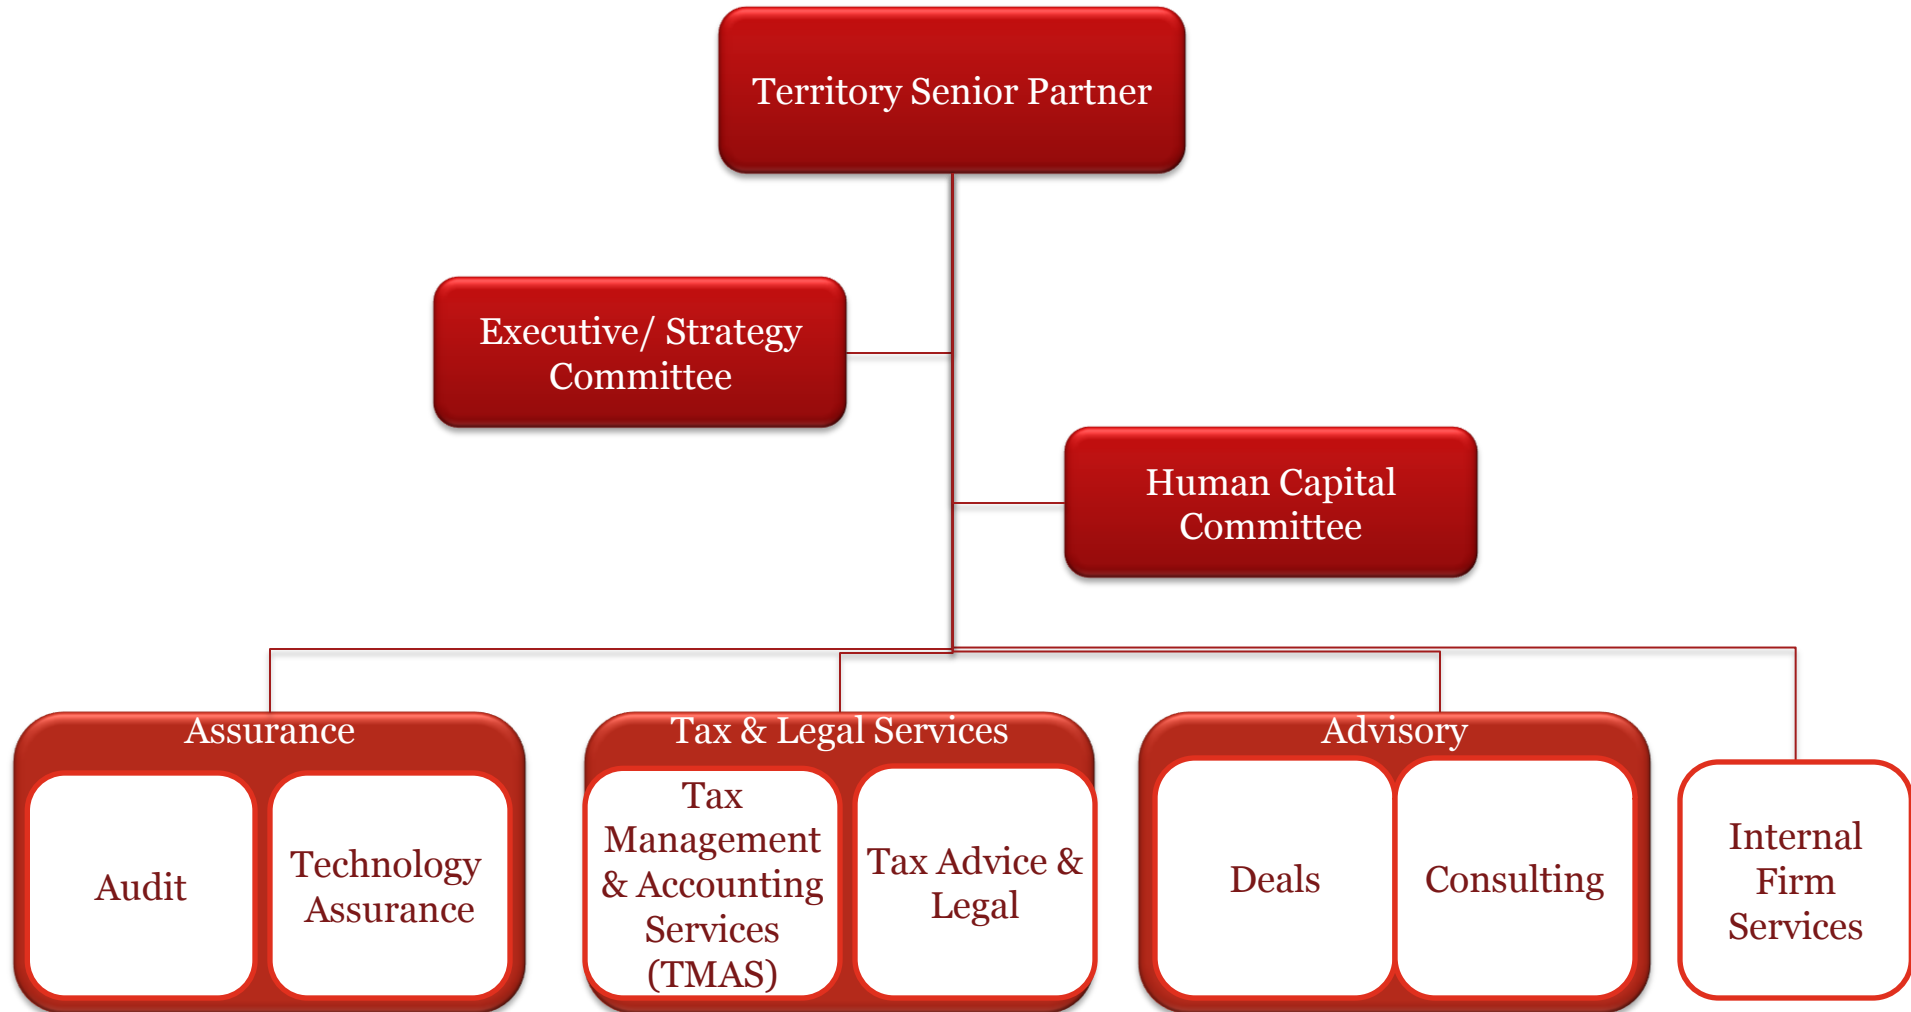 Territory Senior Partner
Executive/ Strategy
Committee
Human Capital
Committee
Assurance
Audit
Technology
Assurance
Tax & Legal Services
Tax
Management
& Accounting
Services
(TMAS)
Tax Advice &
Legal
Advisory
Deals
Consulting
Internal
Firm
Services